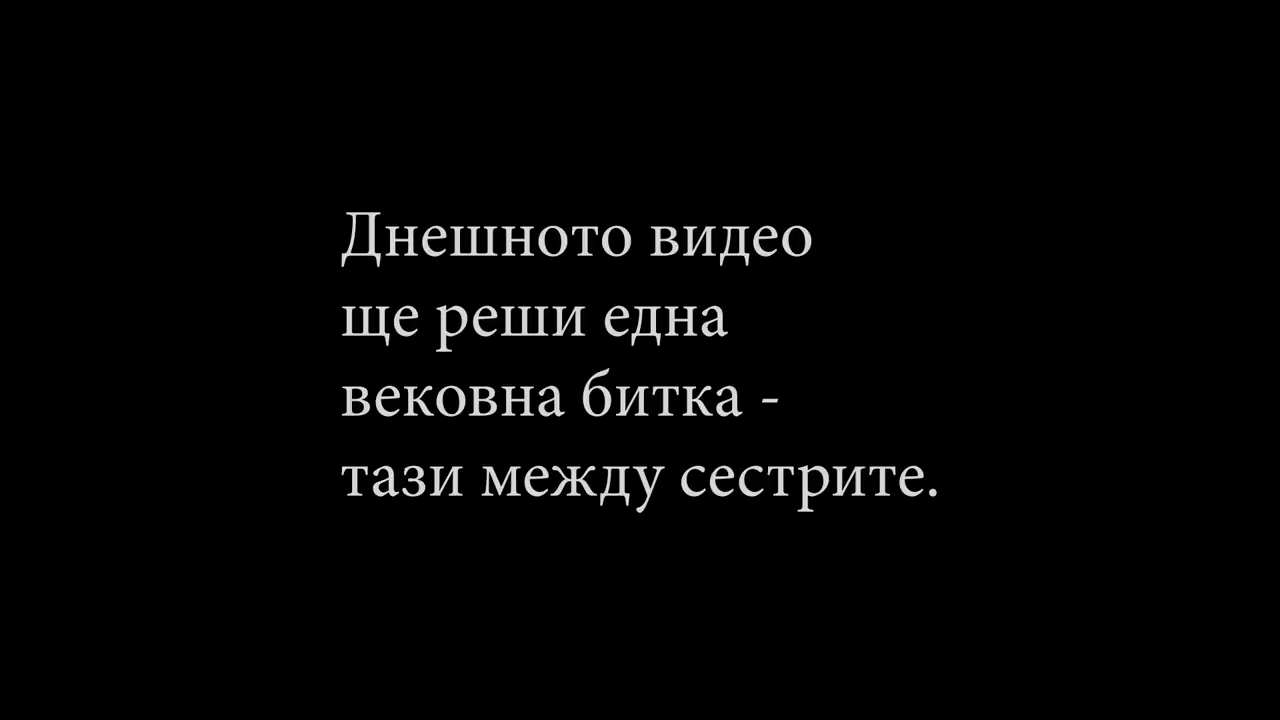 Днешното видео
ще реши една
вековна битка -
тази между сестрите.